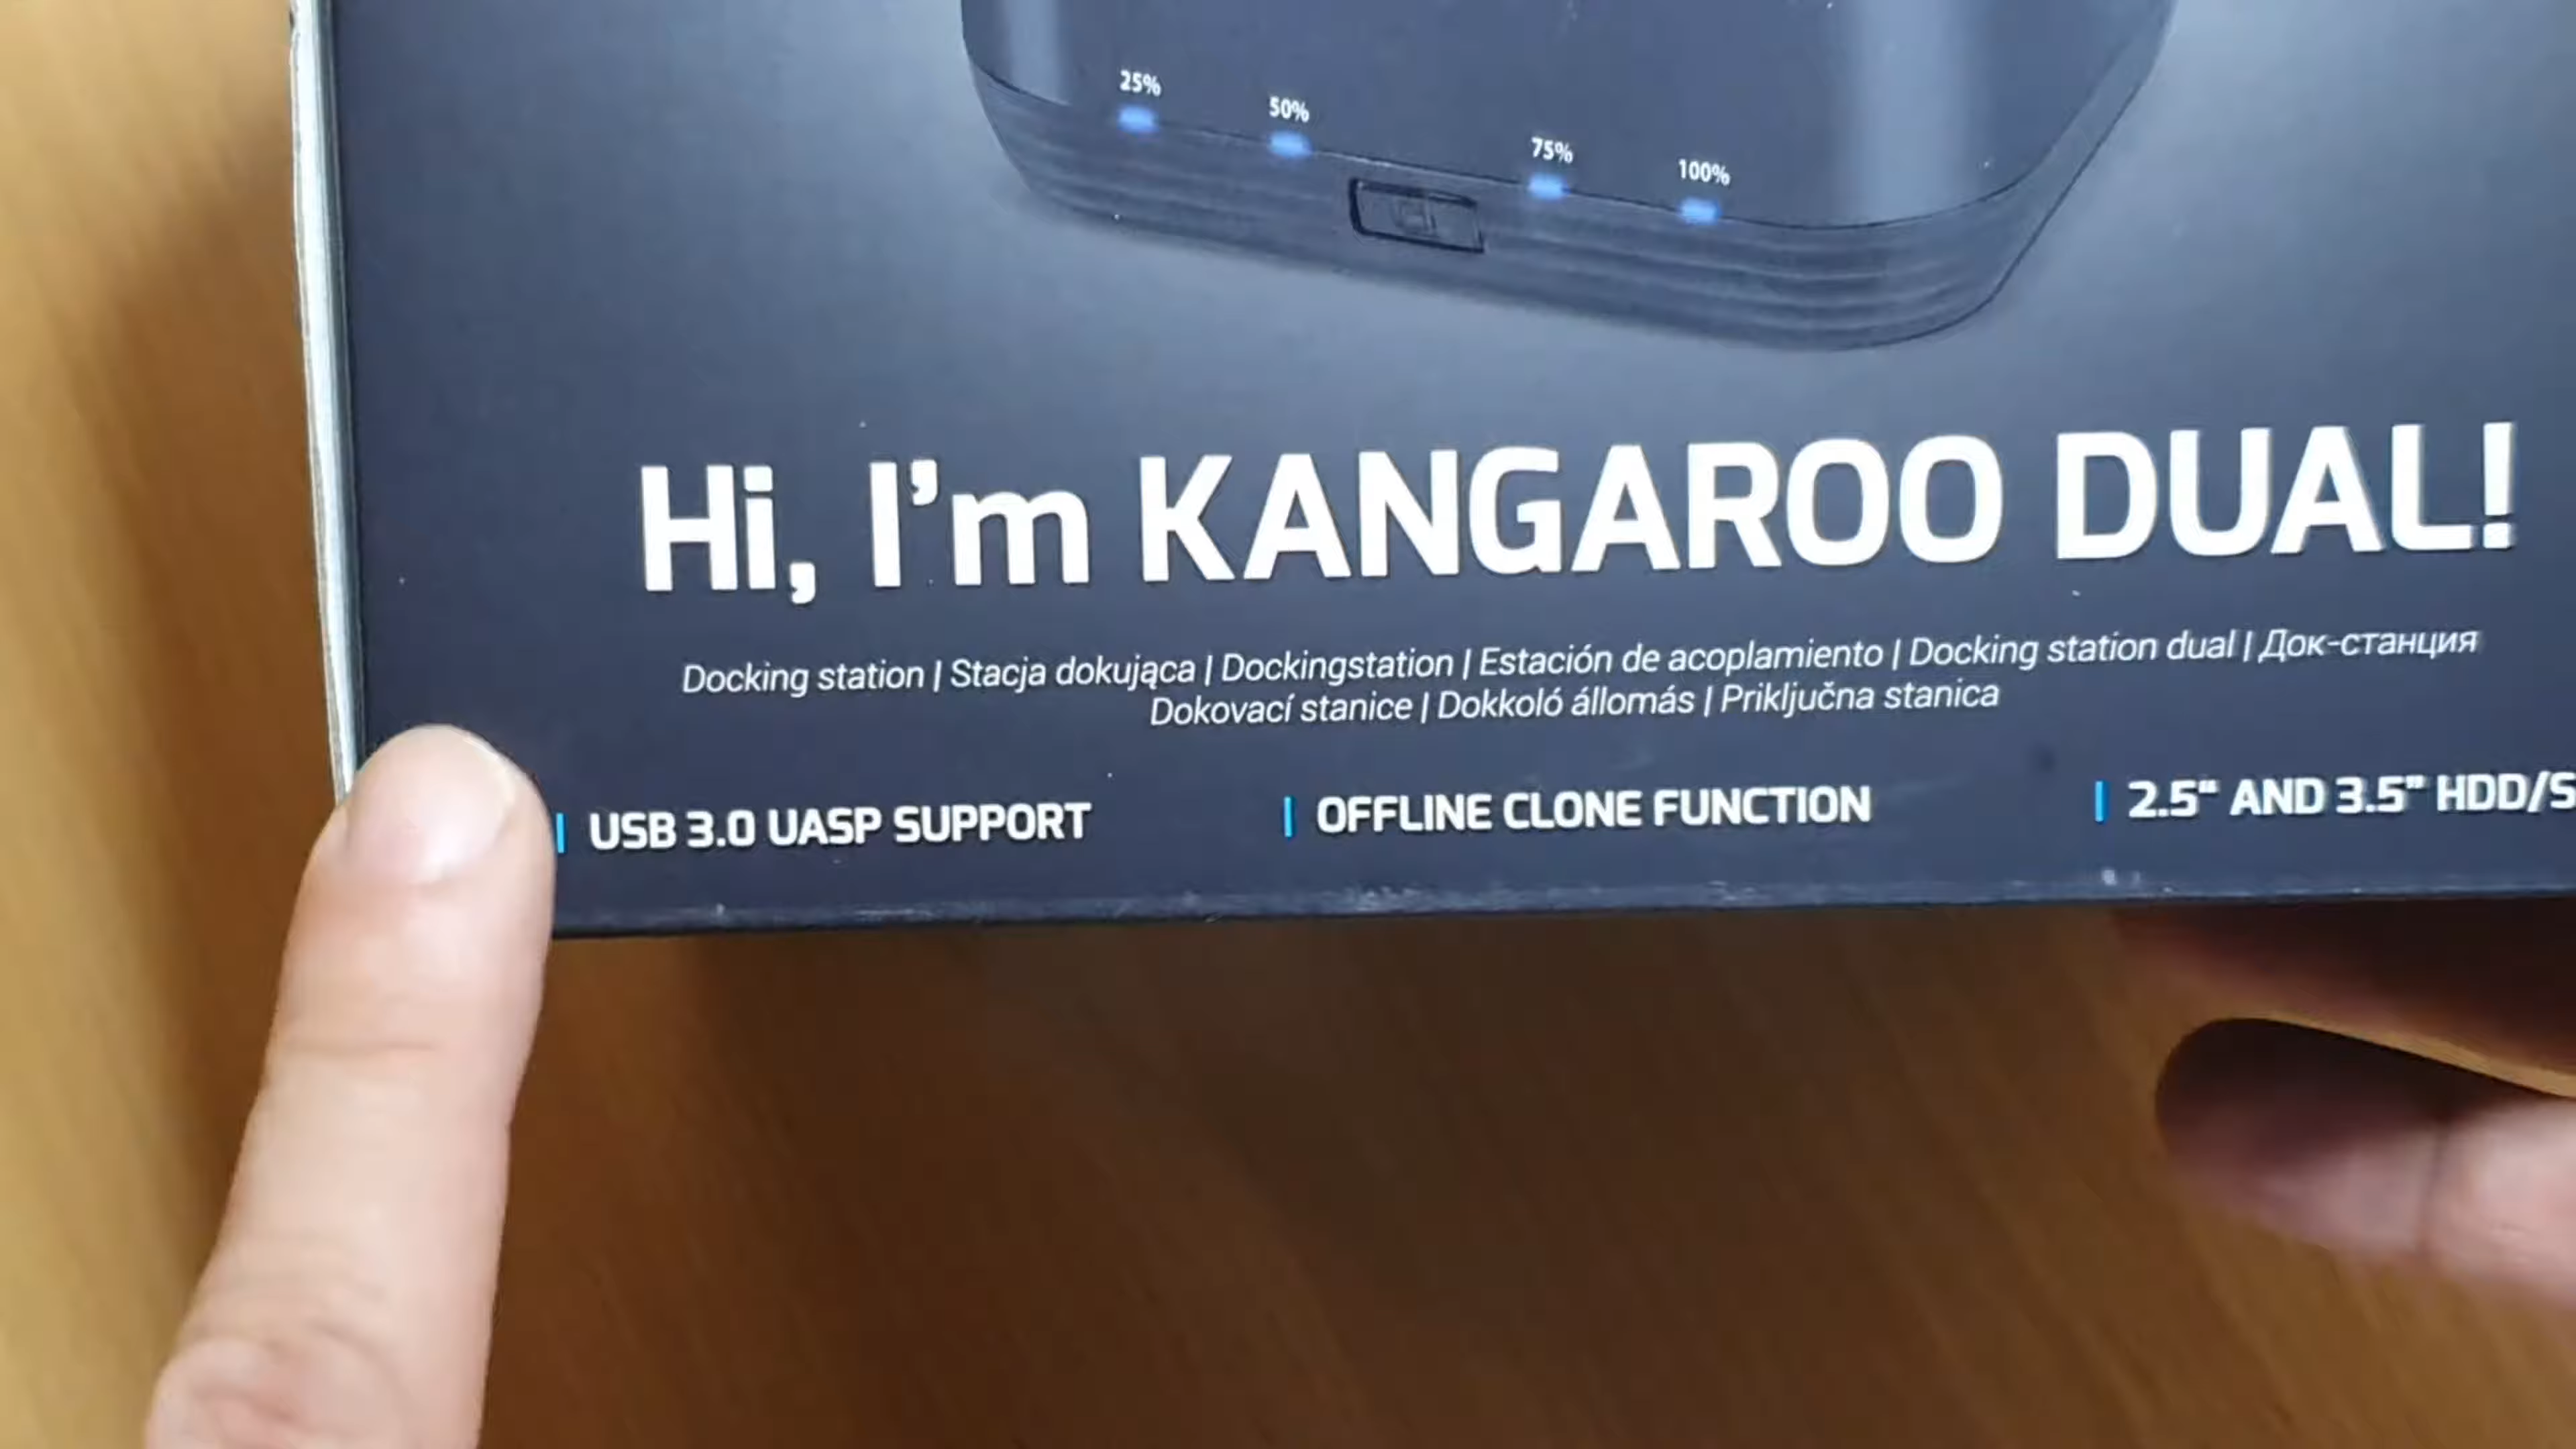 25%
50%
75%
100%
Hi, I'm KANGAROO DUAL!
Docking station | Stacja dokująca | Dockingstation | Estación de acoplamiento | Docking station dual | Док-станция
Dokovací stanice | Dokkoló állomás | Priključna stanica
| USB 3.0 UASP SUPPORT | OFFLINE CLONE FUNCTION | 2.5" AND 3.5" HDD/S